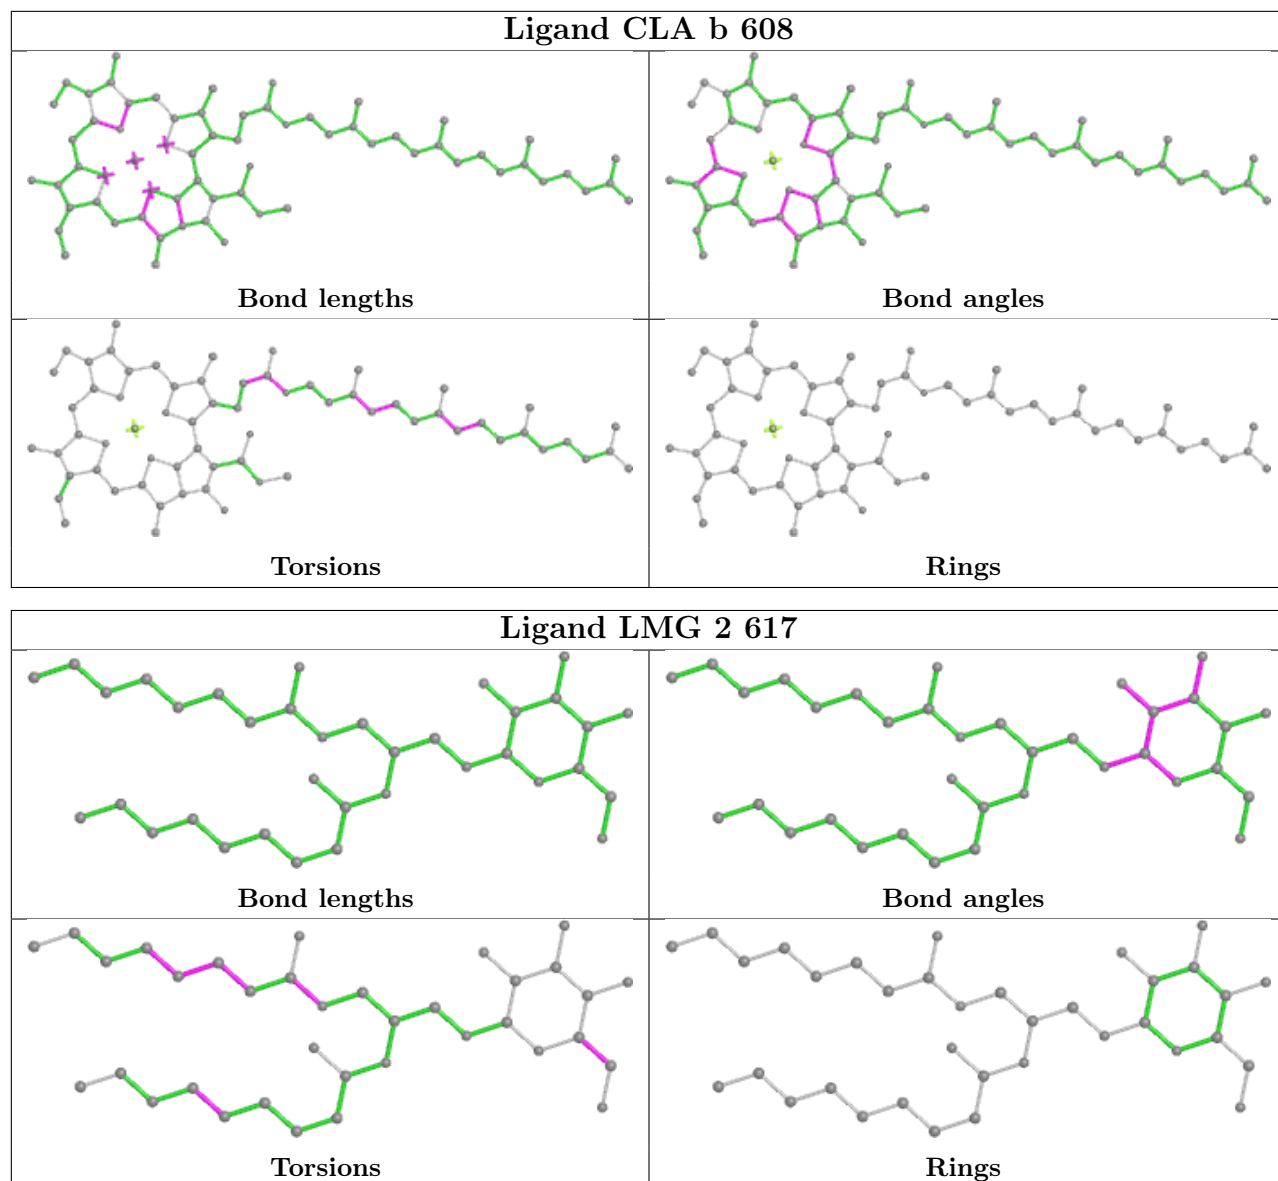 Ligand CLA b 608
Bond lengths
Bond angles
Torsions
Rings
Ligand LMG 2 617
Bond lengths
Bond angles
Torsions
Rings